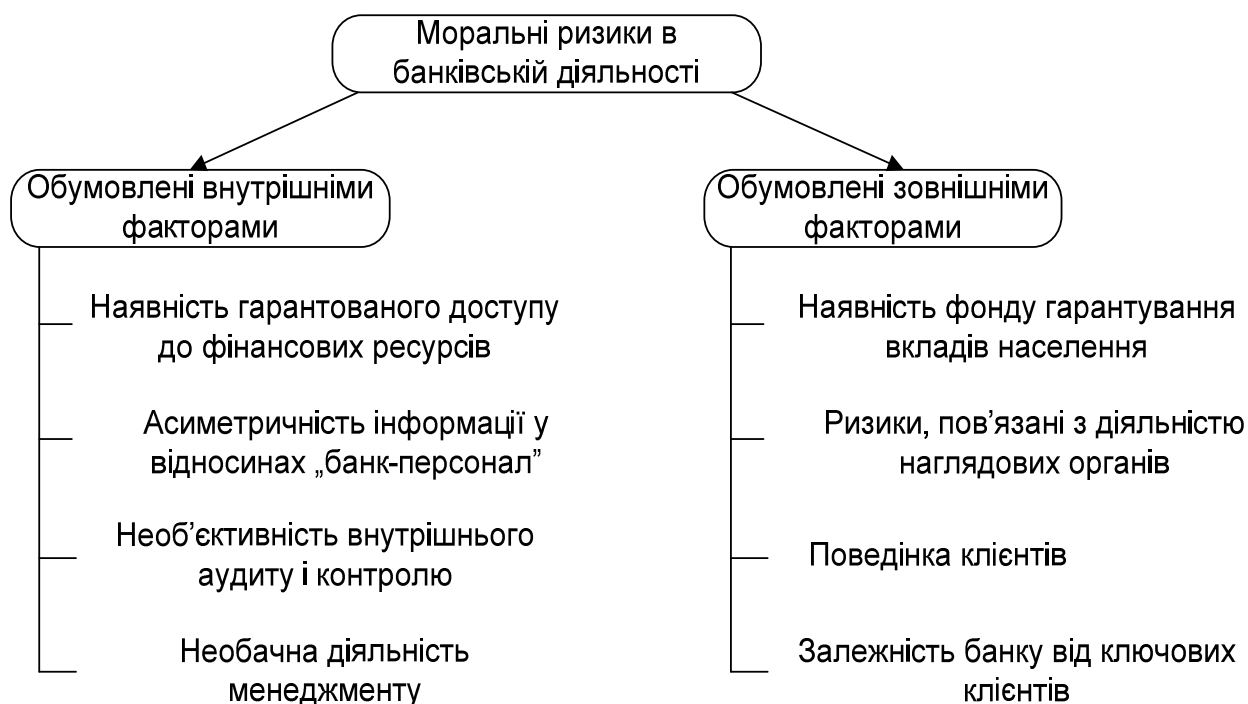 Моральні ризики в
банківській діяльності
Обумовлені внутрішніми
факторами
Наявність гарантованого доступу
до фінансових ресурсів
Асиметричність інформації у
відносинах „банк-персонал”
Необ’єктивність внутрішнього
аудиту і контролю
Необачна діяльність
менеджменту
Обумовлені зовнішніми
факторами
Наявність фонду гарантування
вкладів населення
Ризики, пов’язані з діяльністю
наглядових органів
Поведінка клієнтів
Залежність банку від ключових
клієнтів